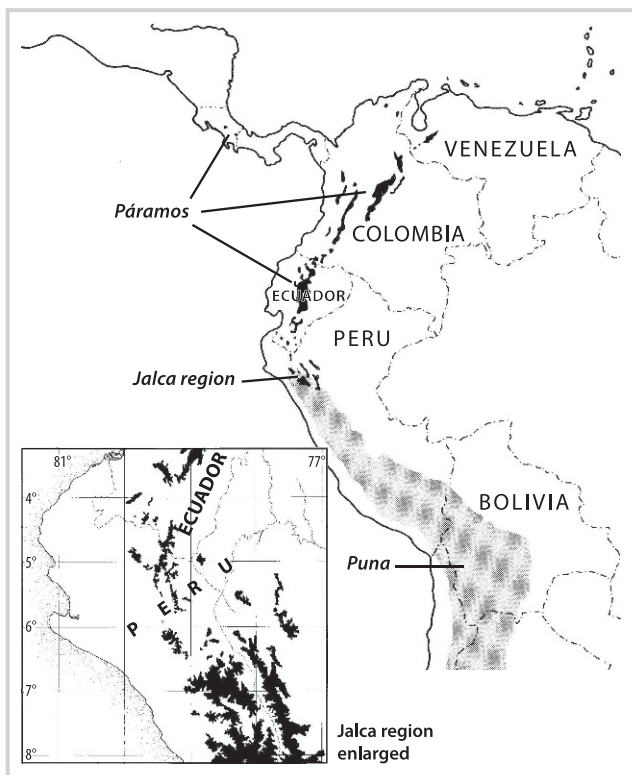 VENEZUELA
Páramos
COLOMBIA
ECUADOR
PERU
Jalca region
BOLIVIA
Puna
81°
77°
4°
5°
6°
7°
8°
ECUADOR
PERU
Jalca region
enlarged